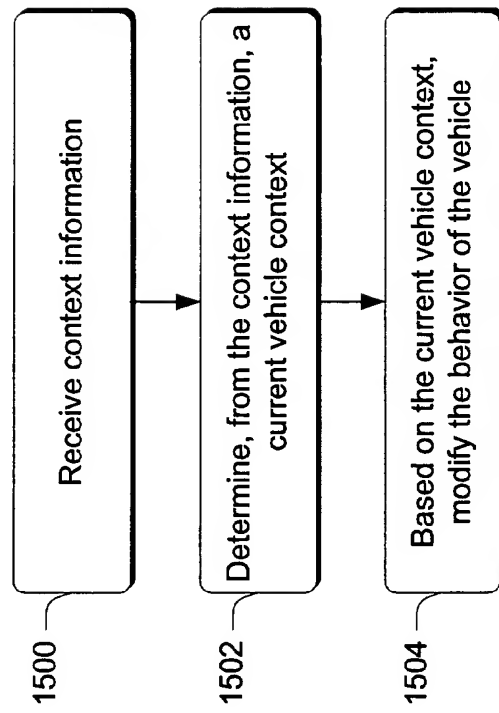 1500
Receive context information
1502
Determine, from the context information, a
current vehicle context
1504
Based on the current vehicle context,
modify the behavior of the vehicle